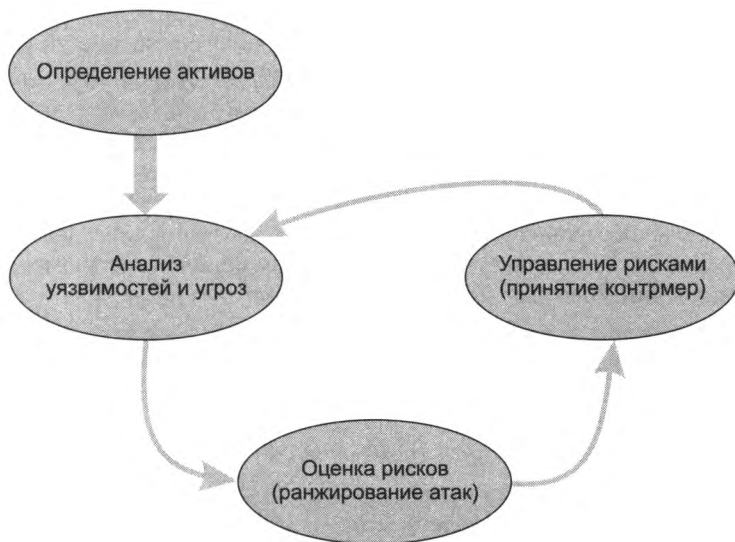 Определение активов
Анализ
уязвимостей и угроз
Управление рисками
(принятие контрмер)
Оценка рисков
(ранжирование атак)